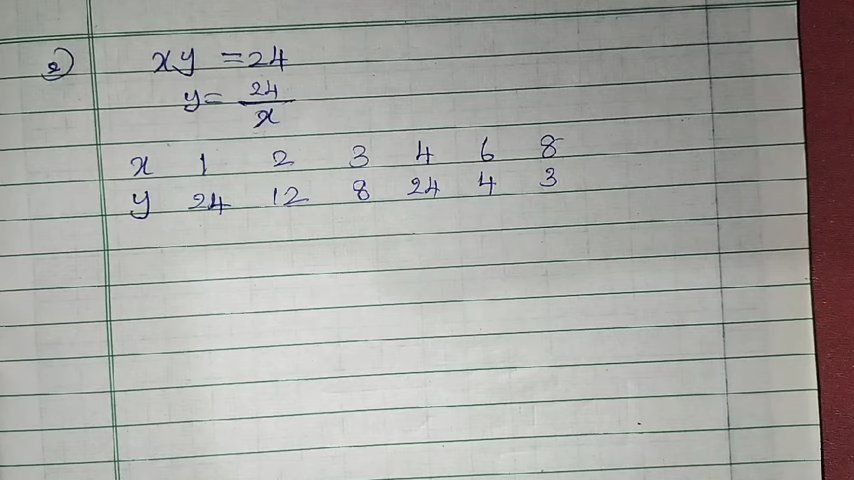 2) xy = 24
y = 24/x
x 1 2 3 4 6 8
y 24 12 8 24 4 3